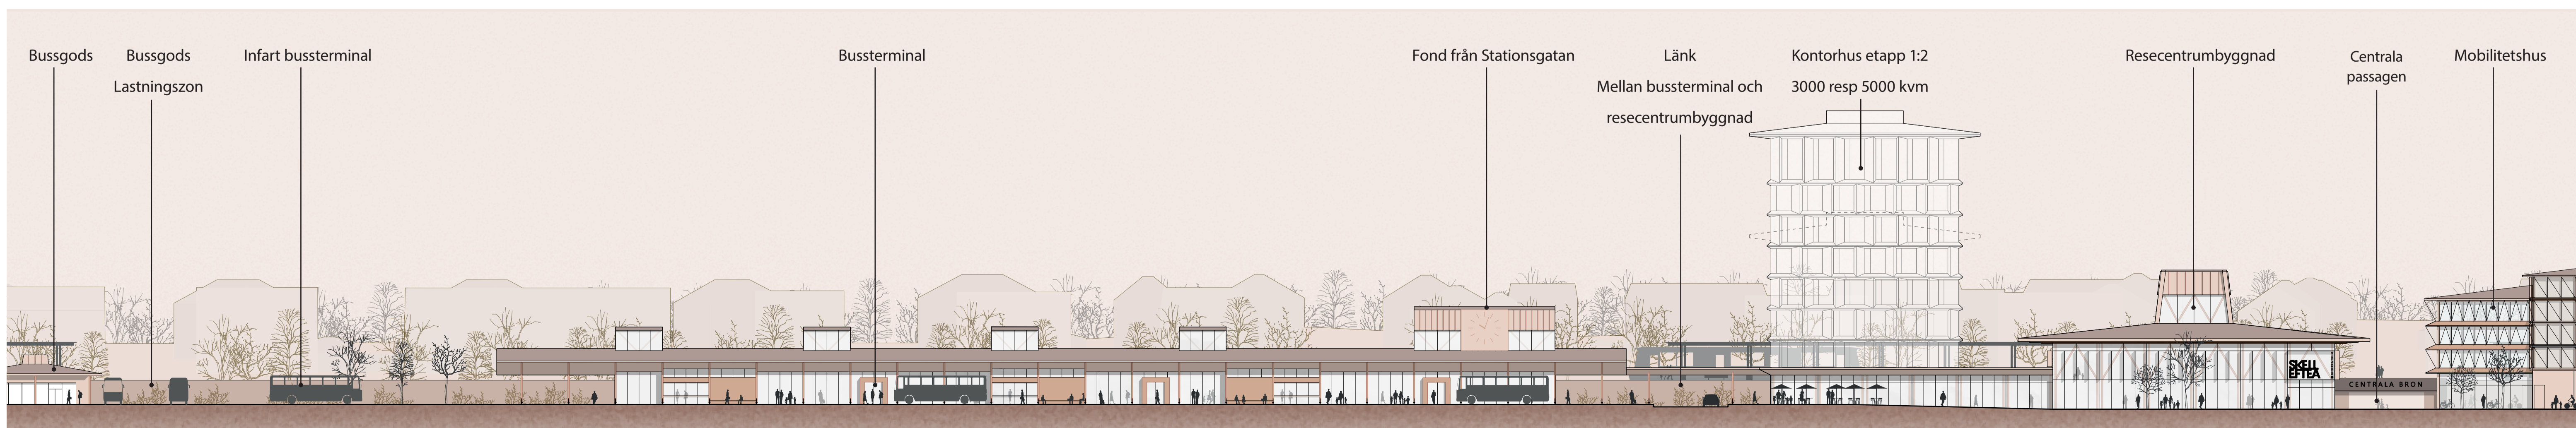 Bussgods
Bussgods
Lastningszon
Infart bussterminal
Bussterminal
Fond från Stationsgatan
Länk
Mellan bussterminal och
resecentrumbyggnad
Kontorhus etapp 1:2
3000 resp 5000 kvm
Resecentrumbyggnad
Centrala
passagen
Mobilitetshus
SKELL
EFTEA
CENTRALA BRON